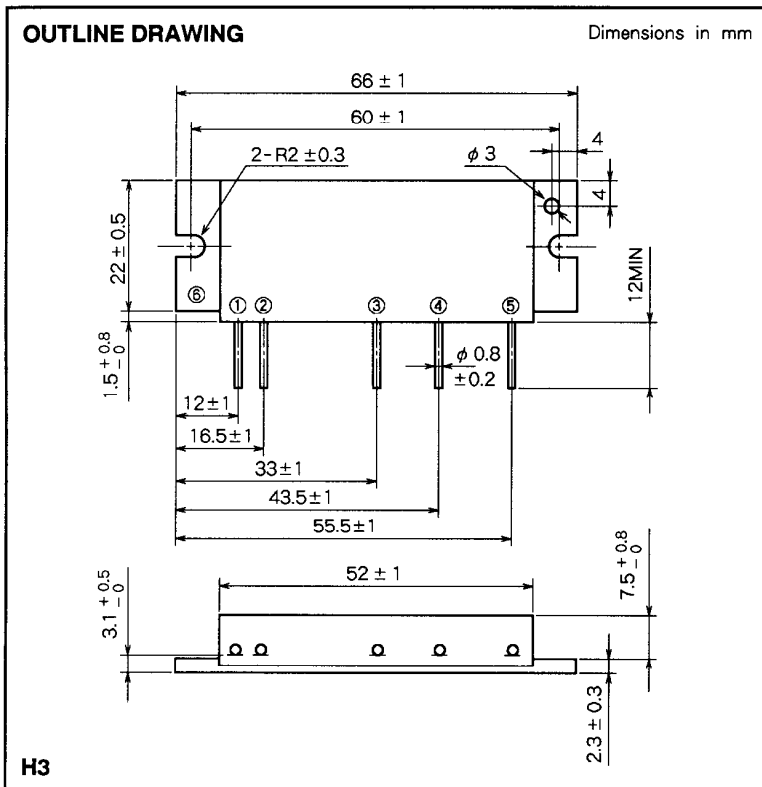 OUTLINE DRAWING
Dimensions in mm
66 ± 1
60 ± 1
4
2-R2 ±0.3
φ 3
4
22 ± 0.5
12MIN
⑥
①
②
③
④
⑤
1.5 +0.8 −0
φ 0.8
±0.2
12±1
16.5±1
33±1
43.5±1
55.5±1
52 ± 1
7.5 +0.8 −0
3.1 +0.5 −0
2.3 ± 0.3
H3